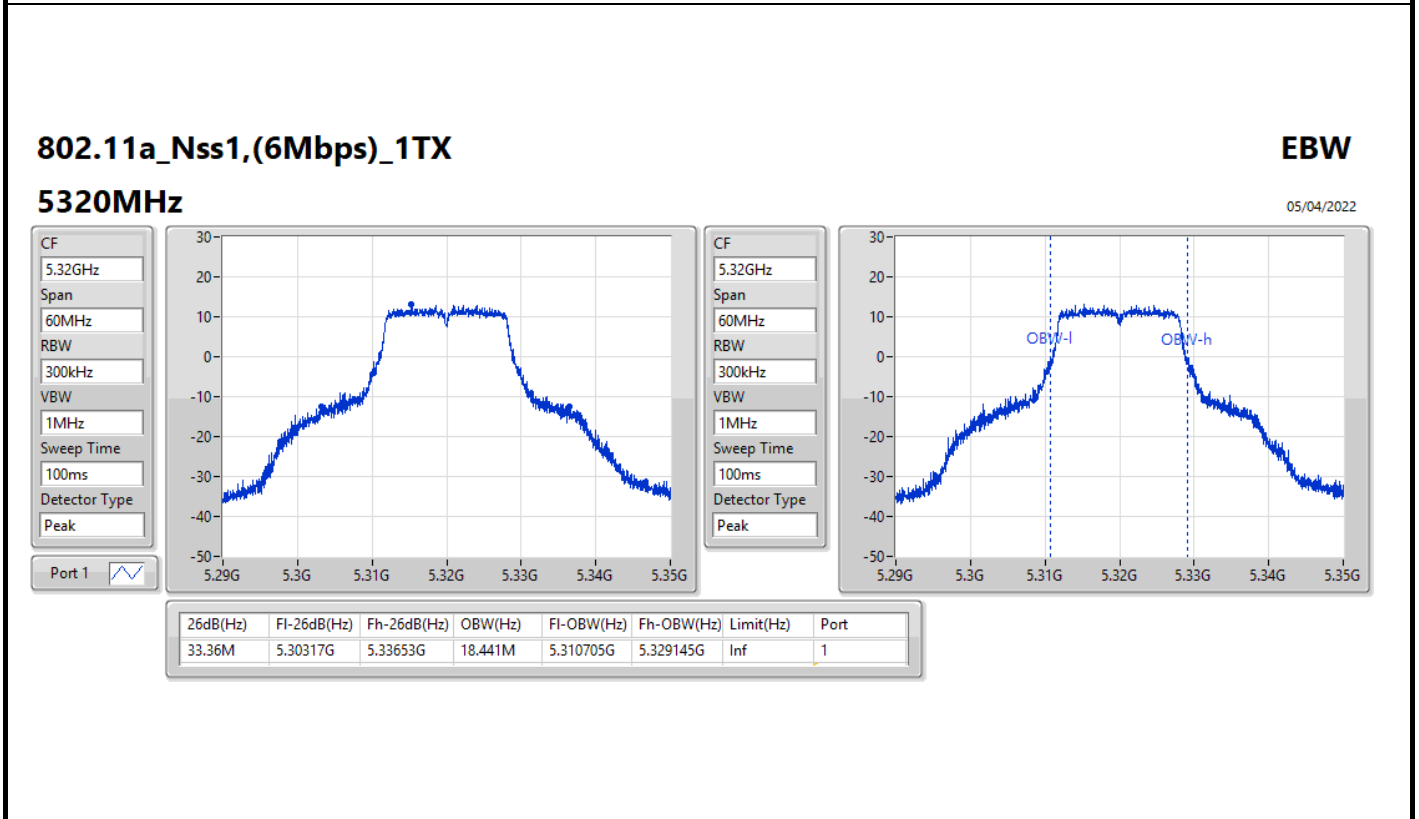 802.11a_Nss1,(6Mbps)_1TX
EBW
5320MHz
05/04/2022
CF
5.32GHz
Span
60MHz
RBW
300kHz
VBW
1MHz
Sweep Time
100ms
Detector Type
Peak
Port 1
30
20
10
0
-10
-20
-30
-40
-50
5.29G 5.3G 5.31G 5.32G 5.33G 5.34G 5.35G
CF
5.32GHz
Span
60MHz
RBW
300kHz
VBW
1MHz
Sweep Time
100ms
Detector Type
Peak
30
20
10
0
-10
-20
-30
-40
-50
OBW-l OBW-h
5.29G 5.3G 5.31G 5.32G 5.33G 5.34G 5.35G
26dB(Hz) Fl-26dB(Hz) Fh-26dB(Hz) OBW(Hz) Fl-OBW(Hz) Fh-OBW(Hz) Limit(Hz) Port
33.36M 5.30317G 5.33653G 18.441M 5.310705G 5.329145G Inf 1